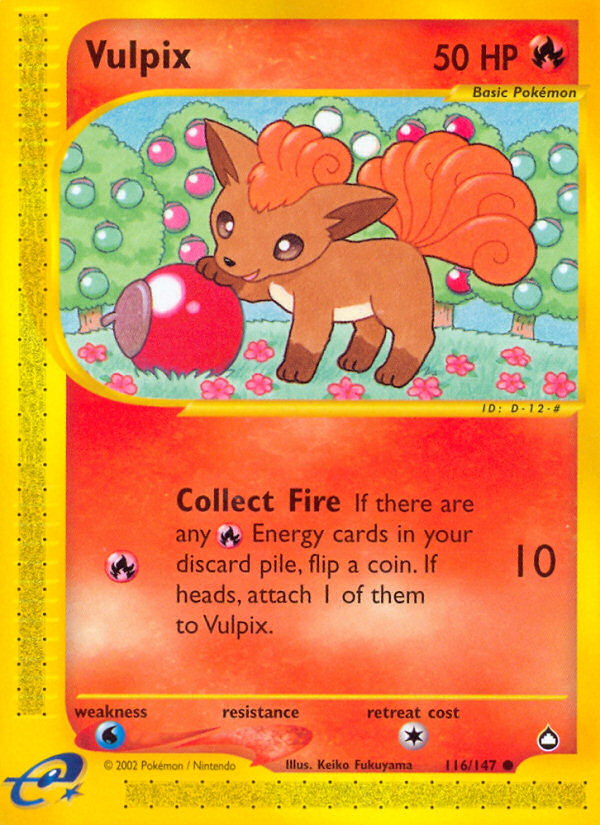 Vulpix
50 HP
Basic Pokémon
ID: D-12-#
Collect Fire If there are
any Energy cards in your
discard pile, flip a coin. If
heads, attach 1 of them
to Vulpix.
10
weakness resistance retreat cost
© 2002 Pokémon / Nintendo Illus. Keiko Fukuyama 116/147
e